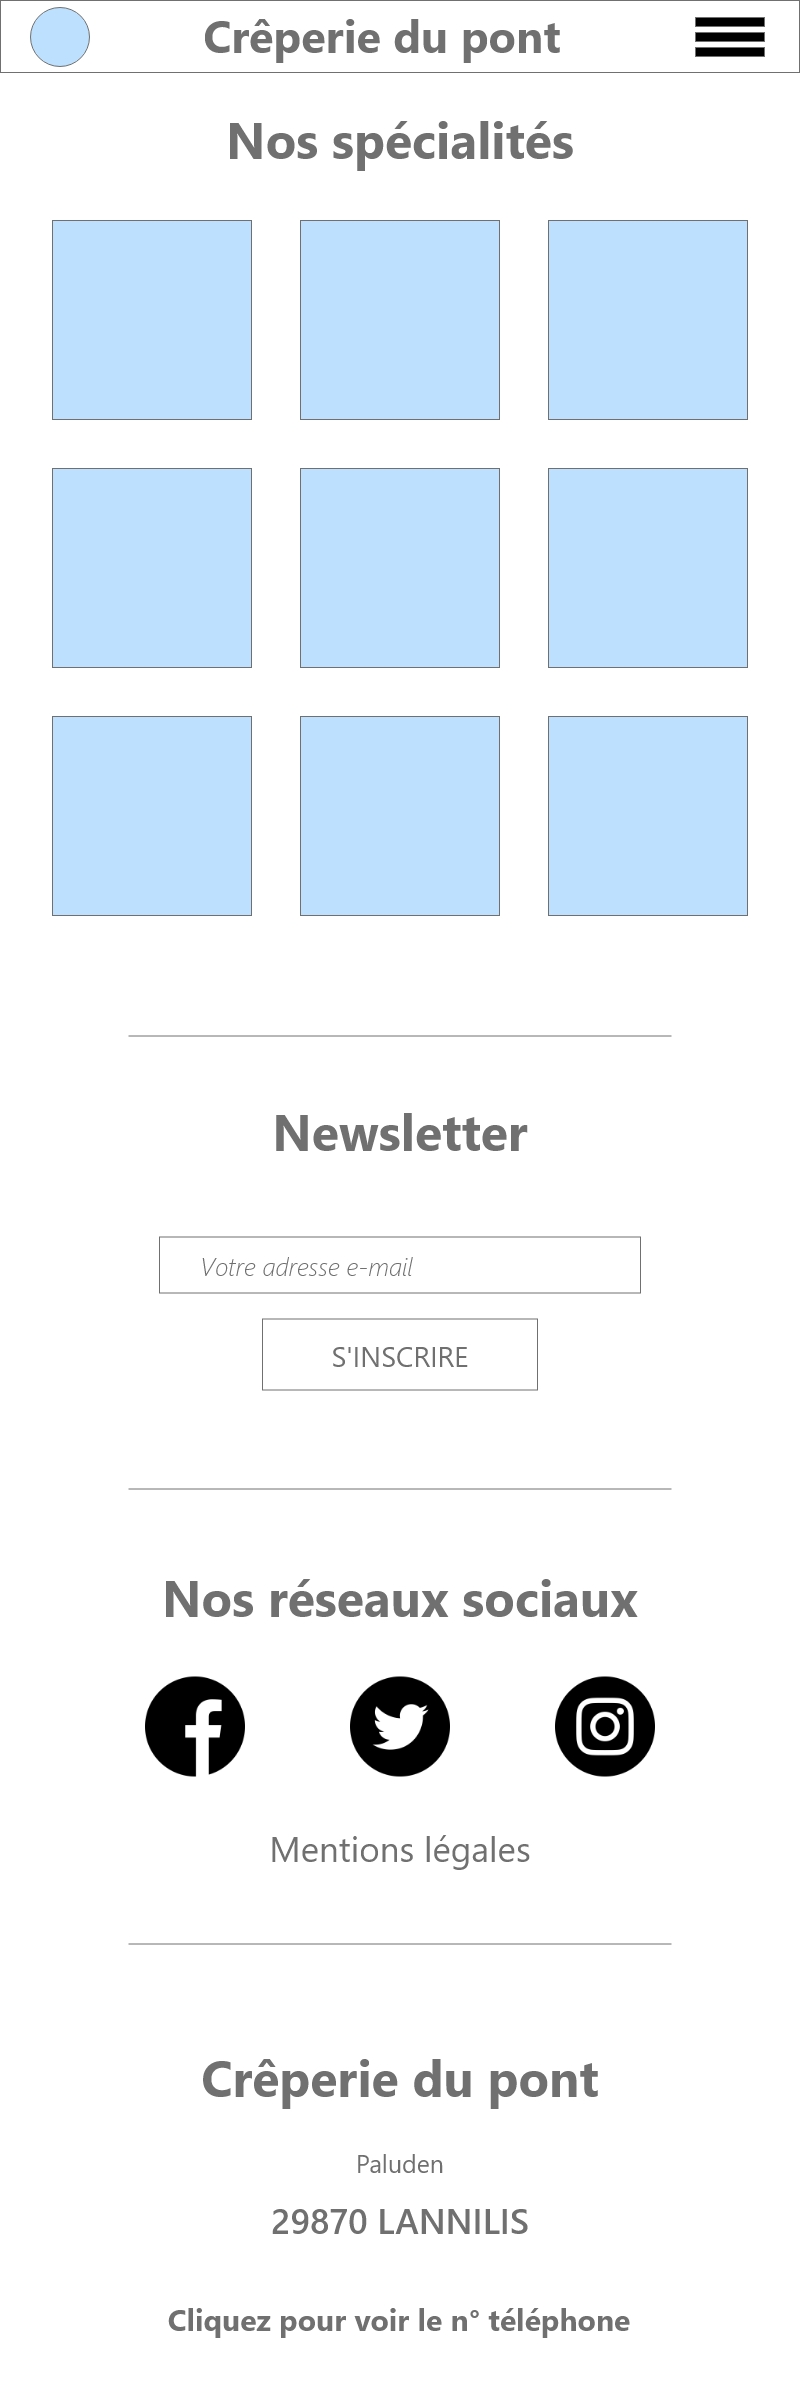 Crêperie du pont
Nos spécialités
Newsletter
Votre adresse e-mail
S'INSCRIRE
Nos réseaux sociaux
Mentions légales
Crêperie du pont
Paluden
29870 LANNILIS
Cliquez pour voir le n° téléphone